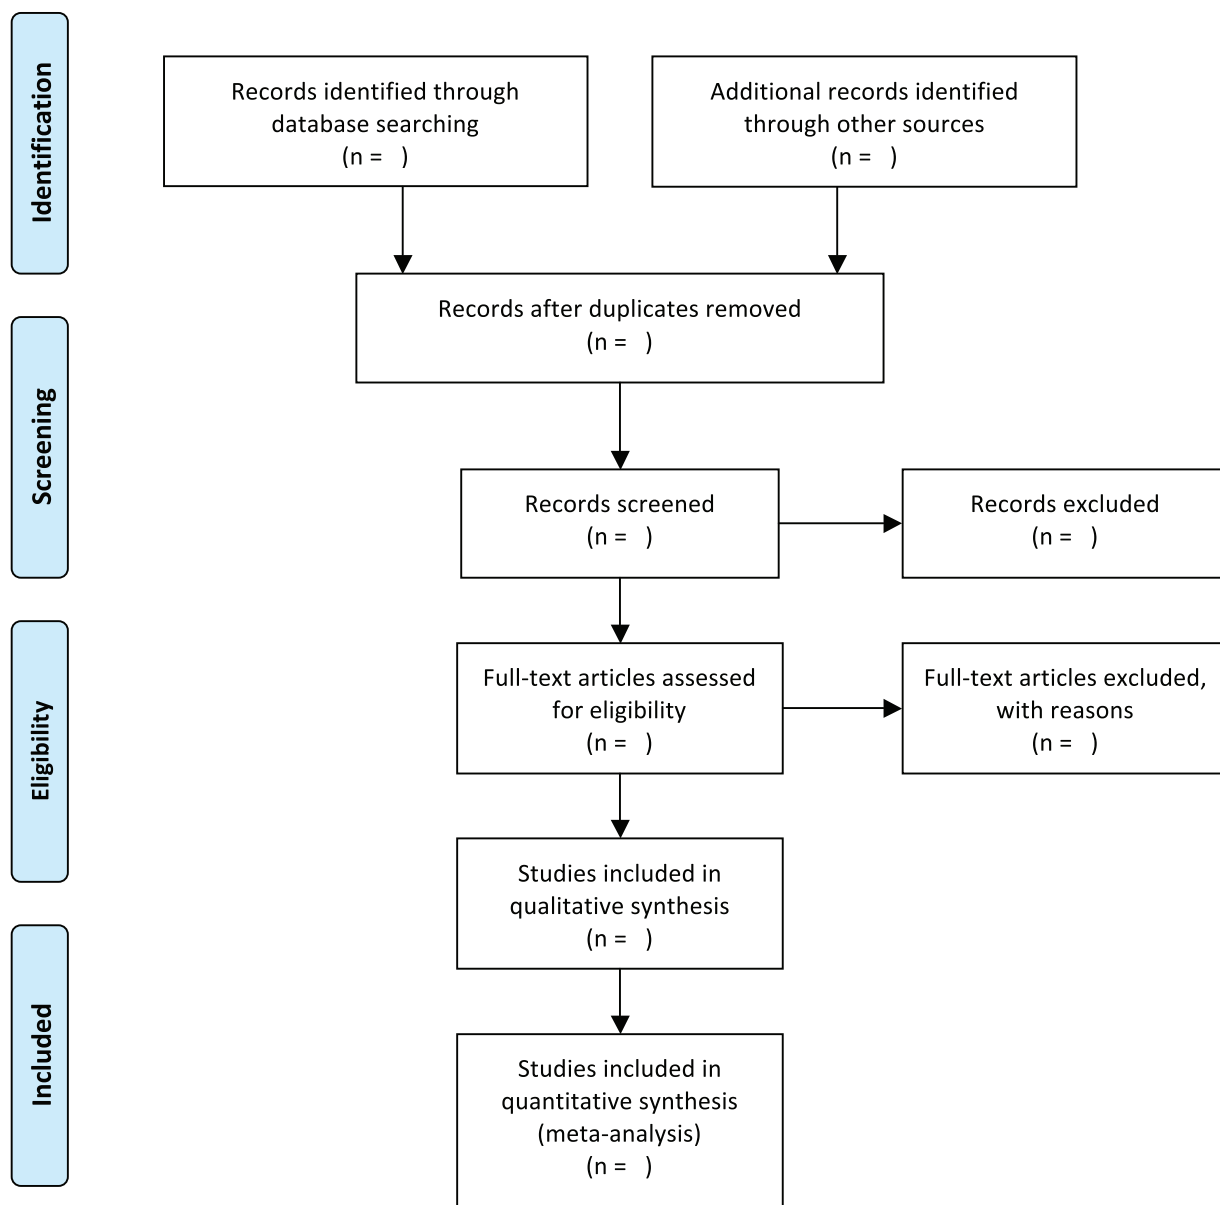 Identification
Records identified through
database searching
(n =   )
Additional records identified
through other sources
(n =   )
Records after duplicates removed
(n =   )
Screening
Records screened
(n =   )
Records excluded
(n =   )
Eligibility
Full-text articles assessed
for eligibility
(n =   )
Full-text articles excluded,
with reasons
(n =   )
Studies included in
qualitative synthesis
(n =   )
Included
Studies included in
quantitative synthesis
(meta-analysis)
(n =   )